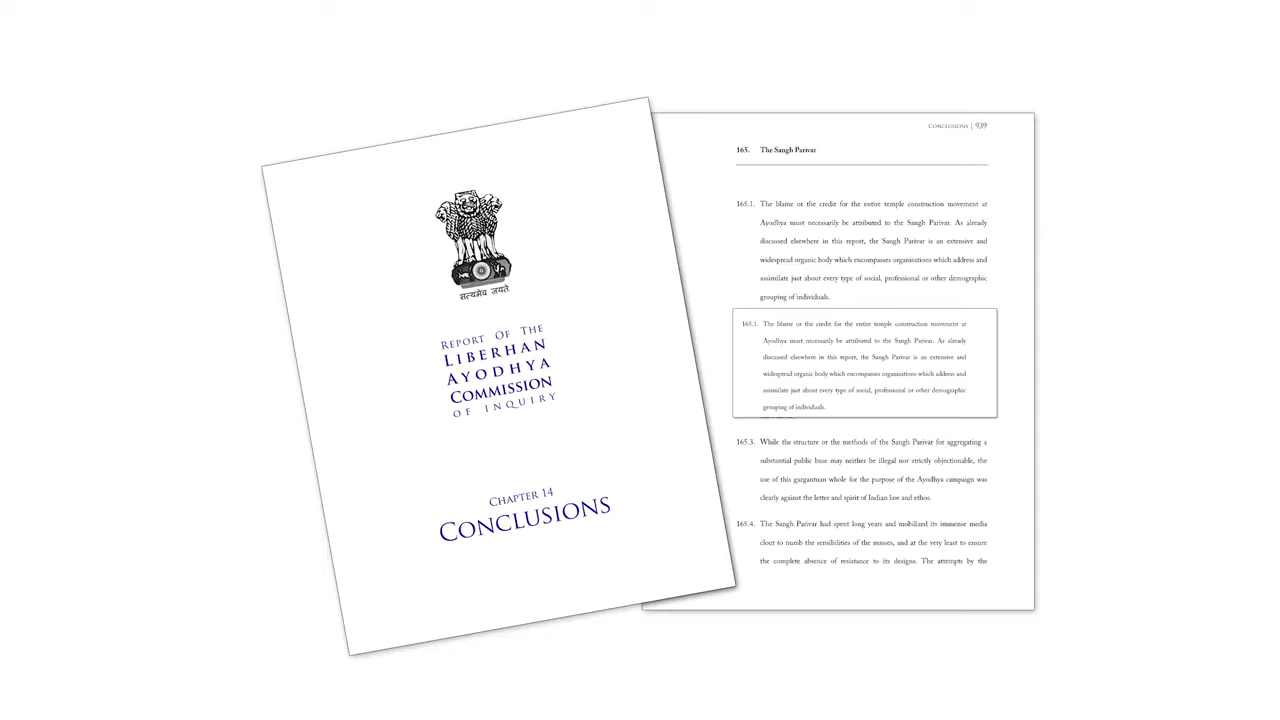 सत्यमेव जयते
REPORT OF THE
LIBERHAN
AYODHYA
COMMISSION
OF INQUIRY
CHAPTER 14
CONCLUSIONS
CONCLUSIONS | 939
165. The Sangh Parivar
165.1. The blame or the credit for the entire temple construction movement at
Ayodhya must necessarily be attributed to the Sangh Parivar. As already
discussed elsewhere in this report, the Sangh Parivar is an extensive and
widespread organic body which encompasses organisations which address and
assimilate just about every type of social, professional or other demographic
grouping of individuals.
165.1. The blame or the credit for the entire temple construction movement at
Ayodhya must necessarily be attributed to the Sangh Parivar. As already
discussed elsewhere in this report, the Sangh Parivar is an extensive and
widespread organic body which encompasses organisations which address and
assimilate just about every type of social, professional or other demographic
grouping of individuals.
165.3. While the structure or the methods of the Sangh Parivar for aggregating a
substantial public base may neither be illegal nor strictly objectionable, the
use of this gargantuan whole for the purpose of the Ayodhya campaign was
clearly against the letter and spirit of Indian law and ethos.
165.4. The Sangh Parivar had spent long years and mobilized its immense media
clout to numb the sensibilities of the masses, and at the very least to ensure
the complete absence of resistance to its designs. The attempts by the